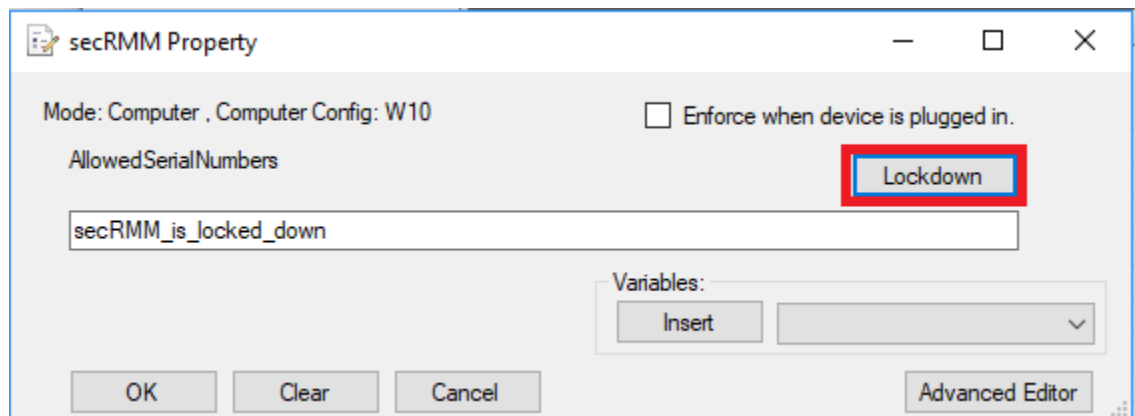 secRMM Property
Mode: Computer , Computer Config: W10
Enforce when device is plugged in.
AllowedSerialNumbers
Lockdown
secRMM_is_locked_down
Variables:
Insert
OK
Clear
Cancel
Advanced Editor